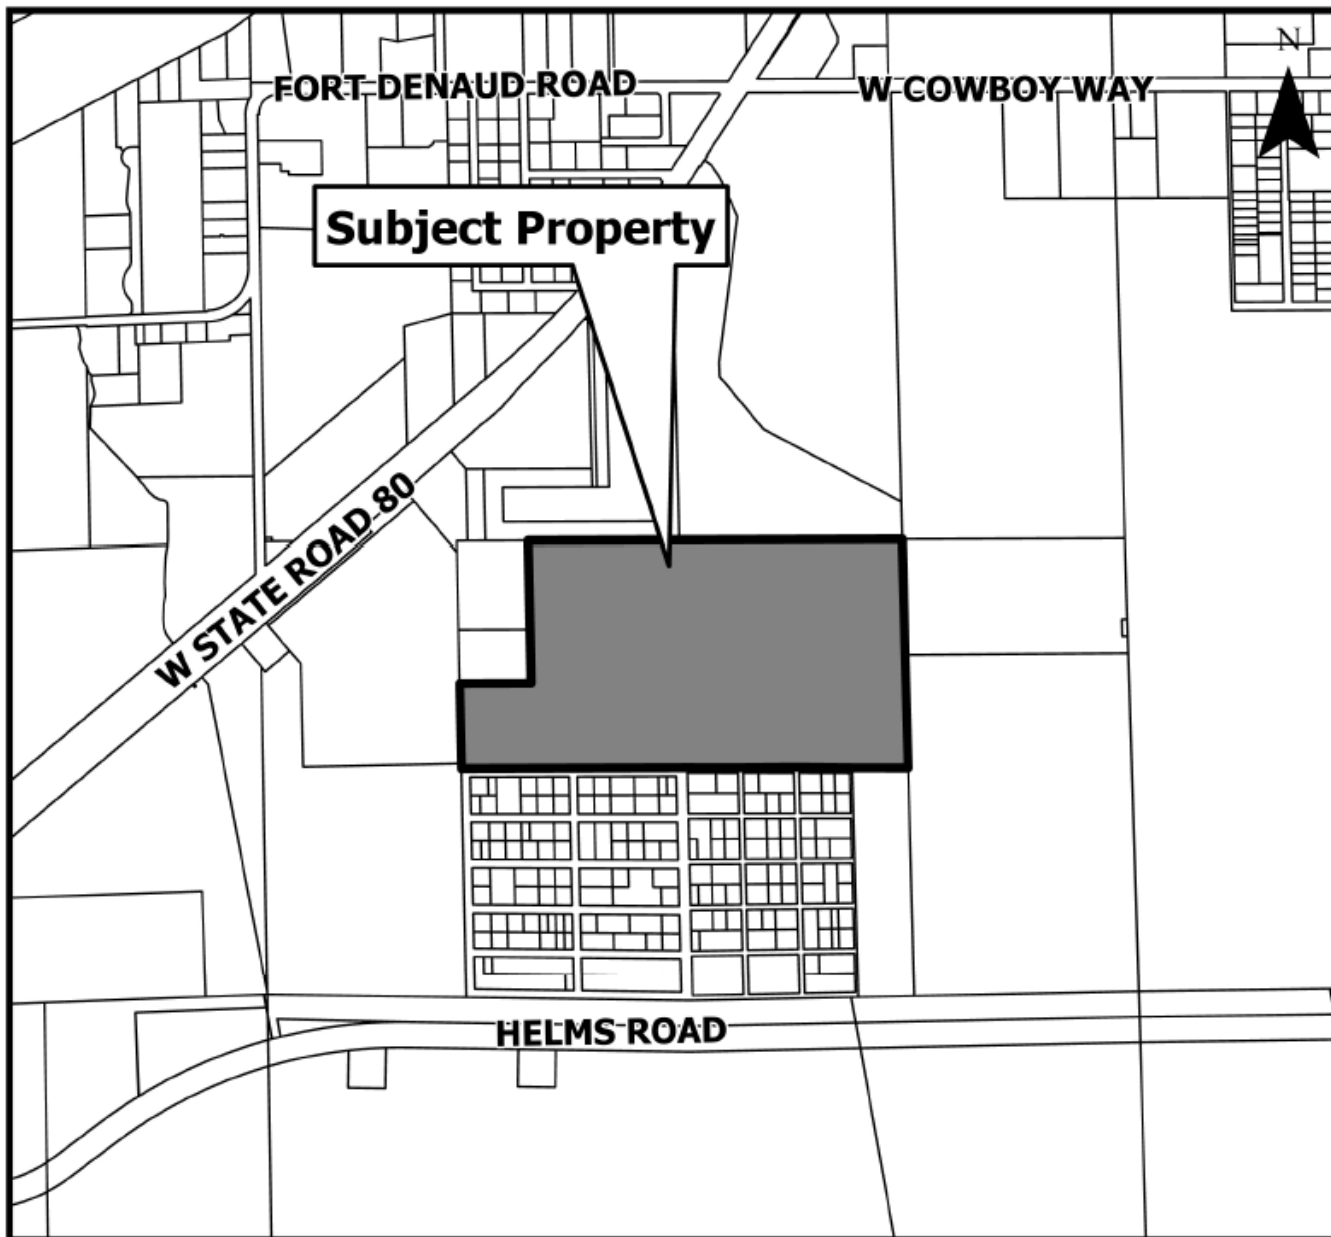 N
FORT DENAUD ROAD
W COWBOY WAY
Subject Property
W STATE ROAD 80
HELMS ROAD